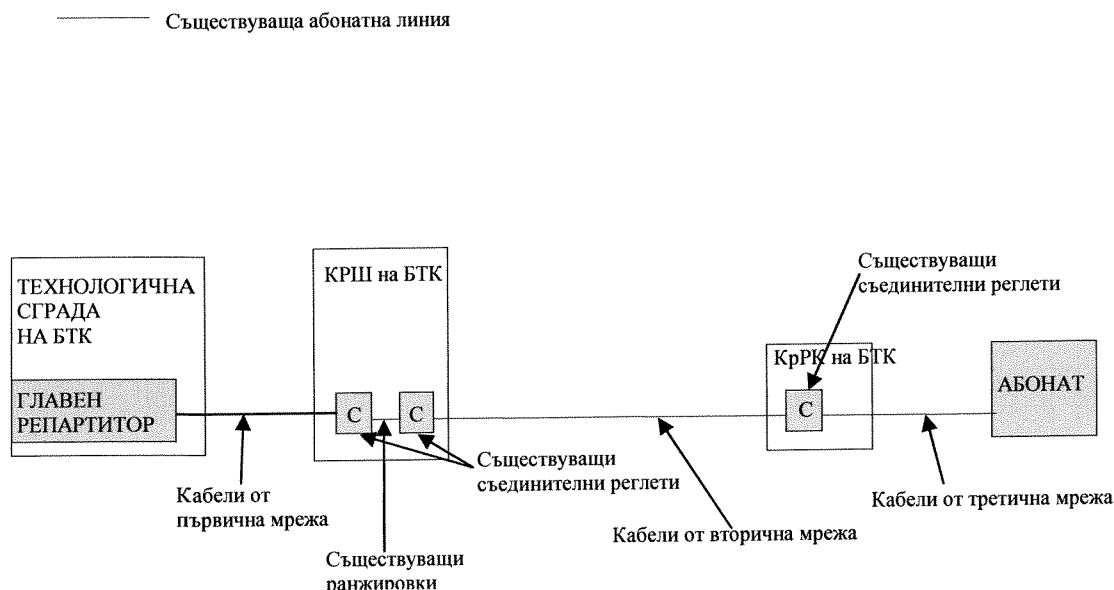 Съществуваща абонатна линия
ТЕХНОЛОГИЧНА
СГРАДА
НА БТК
ГЛАВЕН
РЕПАРТИТОР
КРШ на БТК
С
С
Съществуващи
съединителни реглети
КрРК на БТК
С
АБОНАТ
Съществуващи
съединителни реглети
Кабели от
първична мрежа
Кабели от вторична мрежа
Кабели от третична мрежа
Съществуващи
ранжировки